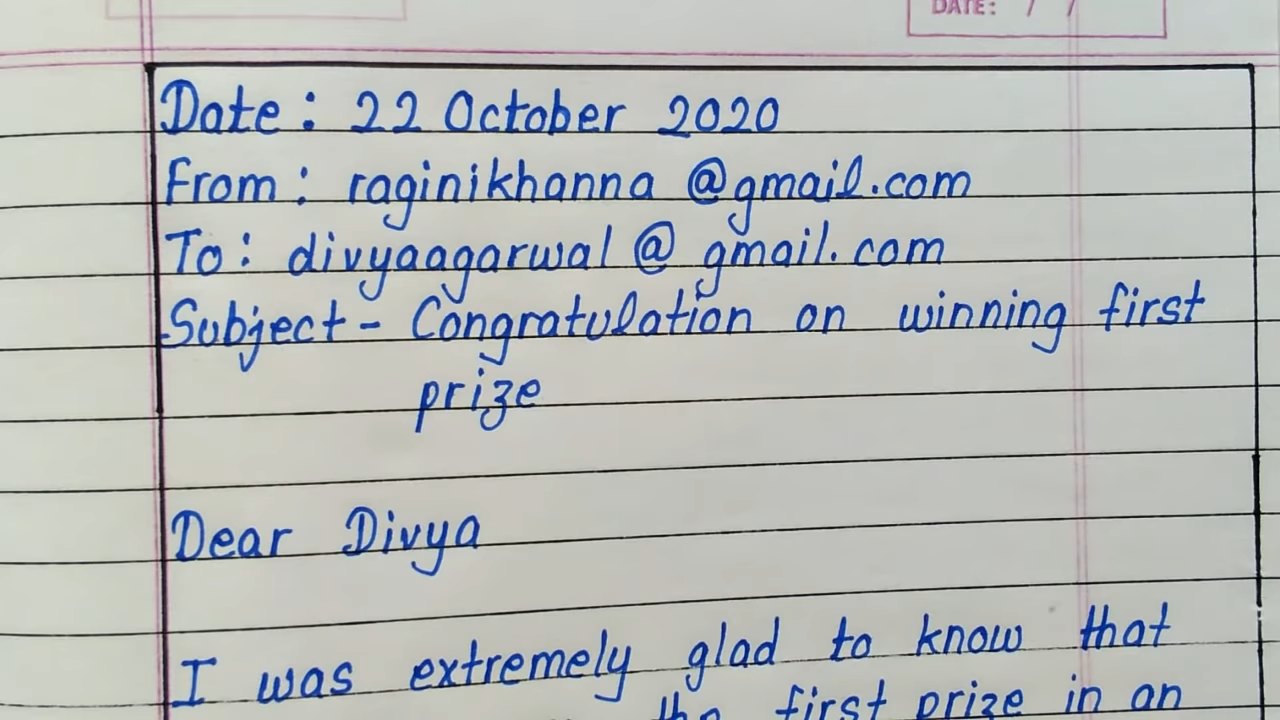 DATE: / /
Date: 22 October 2020
From: raginikhanna @gmail.com
To: divyaagarwal @ gmail.com
Subject - Congratulation on winning first
prize
Dear Divya
I was extremely glad to know that
the first prize in an